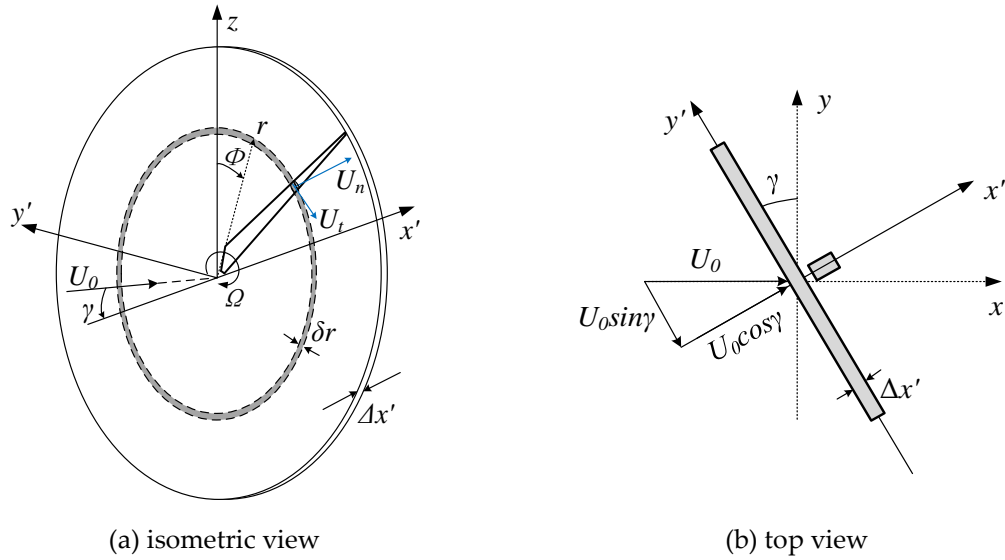 z
r
Φ
U_n
U_t
y′
x′
U_0
γ
Ω
δr
Δx′
(a) isometric view
y
y′
γ
x′
U_0
x
U_0sinγ
U_0cosγ
Δx′
(b) top view